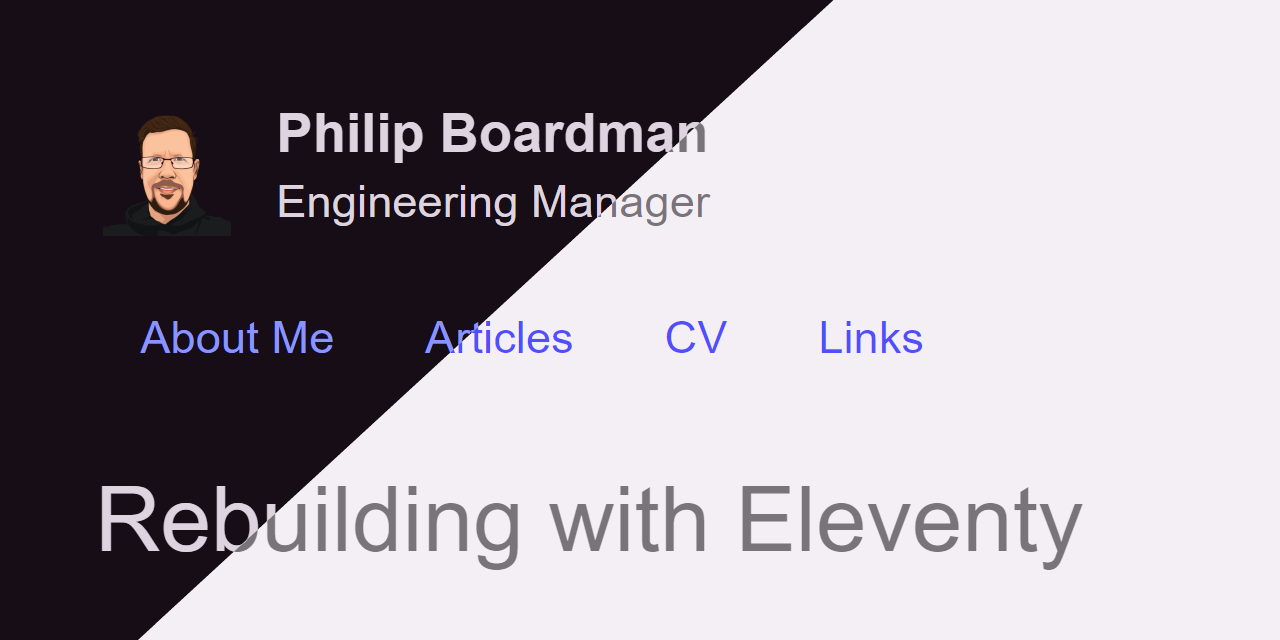 Philip Boardman
Engineering Manager
About Me Articles CV Links
Rebuilding with Eleventy